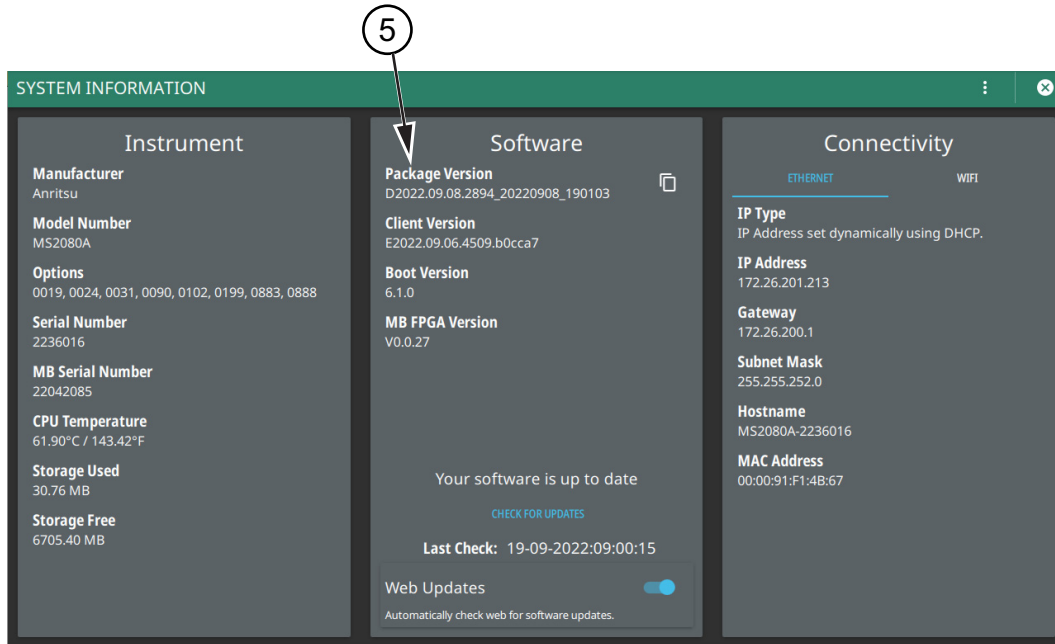 5
SYSTEM INFORMATION
Instrument
Manufacturer
Anritsu
Model Number
MS2080A
Options
0019, 0024, 0031, 0090, 0102, 0199, 0883, 0888
Serial Number
2236016
MB Serial Number
22042085
CPU Temperature
61.90°C / 143.42°F
Storage Used
30.76 MB
Storage Free
6705.40 MB
Software
Package Version
D2022.09.08.2894_20220908_190103
Client Version
E2022.09.06.4509.b0cca7
Boot Version
6.1.0
MB FPGA Version
V0.0.27
Your software is up to date
CHECK FOR UPDATES
Last Check: 19-09-2022:09:00:15
Web Updates
Automatically check web for software updates.
Connectivity
ETHERNET WIFI
IP Type
IP Address set dynamically using DHCP.
IP Address
172.26.201.213
Gateway
172.26.200.1
Subnet Mask
255.255.252.0
Hostname
MS2080A-2236016
MAC Address
00:00:91:F1:4B:67